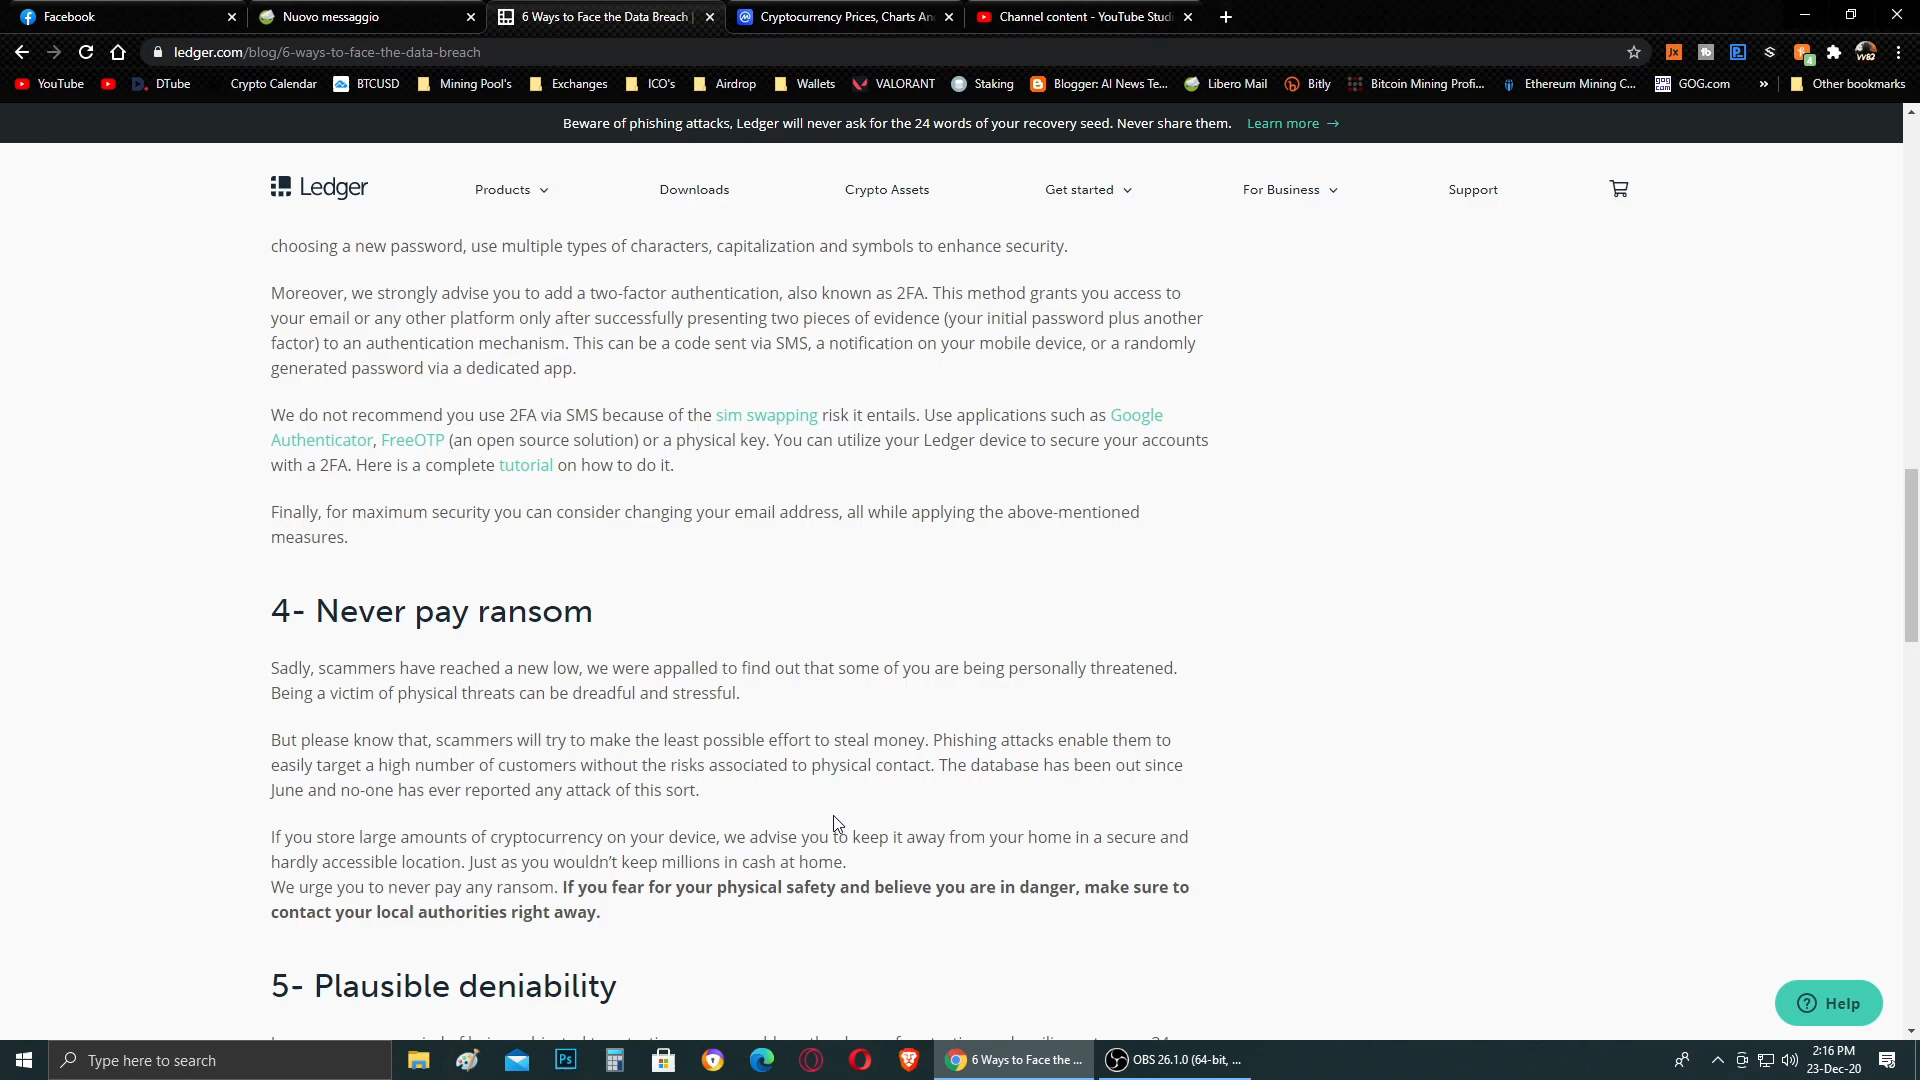 Facebook
Nuovo messaggio
6 Ways to Face the Data Breach |
Cryptocurrency Prices, Charts An
Channel content - YouTube Studi
ledger.com/blog/6-ways-to-face-the-data-breach
YouTube
DTube
Crypto Calendar
BTCUSD
Mining Pool's
Exchanges
ICO's
Airdrop
Wallets
VALORANT
Staking
Blogger: AI News Te...
Libero Mail
Bitly
Bitcoin Mining Profi...
Ethereum Mining C...
GOG.com
»
Other bookmarks
Beware of phishing attacks, Ledger will never ask for the 24 words of your recovery seed. Never share them. Learn more →
Ledger
Products
Downloads
Crypto Assets
Get started
For Business
Support
choosing a new password, use multiple types of characters, capitalization and symbols to enhance security.
Moreover, we strongly advise you to add a two-factor authentication, also known as 2FA. This method grants you access to
your email or any other platform only after successfully presenting two pieces of evidence (your initial password plus another
factor) to an authentication mechanism. This can be a code sent via SMS, a notification on your mobile device, or a randomly
generated password via a dedicated app.
We do not recommend you use 2FA via SMS because of the sim swapping risk it entails. Use applications such as Google
Authenticator, FreeOTP (an open source solution) or a physical key. You can utilize your Ledger device to secure your accounts
with a 2FA. Here is a complete tutorial on how to do it.
Finally, for maximum security you can consider changing your email address, all while applying the above-mentioned
measures.
4- Never pay ransom
Sadly, scammers have reached a new low, we were appalled to find out that some of you are being personally threatened.
Being a victim of physical threats can be dreadful and stressful.
But please know that, scammers will try to make the least possible effort to steal money. Phishing attacks enable them to
easily target a high number of customers without the risks associated to physical contact. The database has been out since
June and no-one has ever reported any attack of this sort.
If you store large amounts of cryptocurrency on your device, we advise you to keep it away from your home in a secure and
hardly accessible location. Just as you wouldn't keep millions in cash at home.
We urge you to never pay any ransom. If you fear for your physical safety and believe you are in danger, make sure to
contact your local authorities right away.
5- Plausible deniability
Help
Type here to search
Ps
6 Ways to Face the ...
OBS 26.1.0 (64-bit, ...
2:16 PM
23-Dec-20